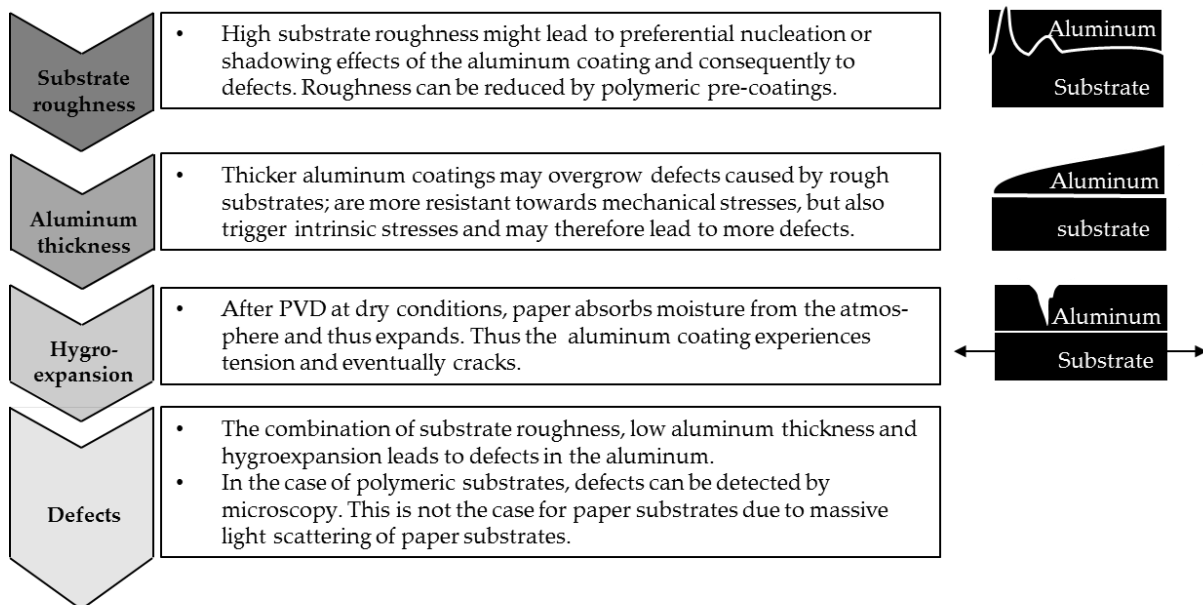 Substrate
roughness
• High substrate roughness might lead to preferential nucleation or
shadowing effects of the aluminum coating and consequently to
defects. Roughness can be reduced by polymeric pre-coatings.
Aluminum
Substrate
Aluminum
thickness
• Thicker aluminum coatings may overgrow defects caused by rough
substrates; are more resistant towards mechanical stresses, but also
trigger intrinsic stresses and may therefore lead to more defects.
Aluminum
substrate
Hygro-
expansion
• After PVD at dry conditions, paper absorbs moisture from the atmos-
phere and thus expands. Thus the aluminum coating experiences
tension and eventually cracks.
Aluminum
Substrate
Defects
• The combination of substrate roughness, low aluminum thickness and
hygroexpansion leads to defects in the aluminum.
• In the case of polymeric substrates, defects can be detected by
microscopy. This is not the case for paper substrates due to massive
light scattering of paper substrates.